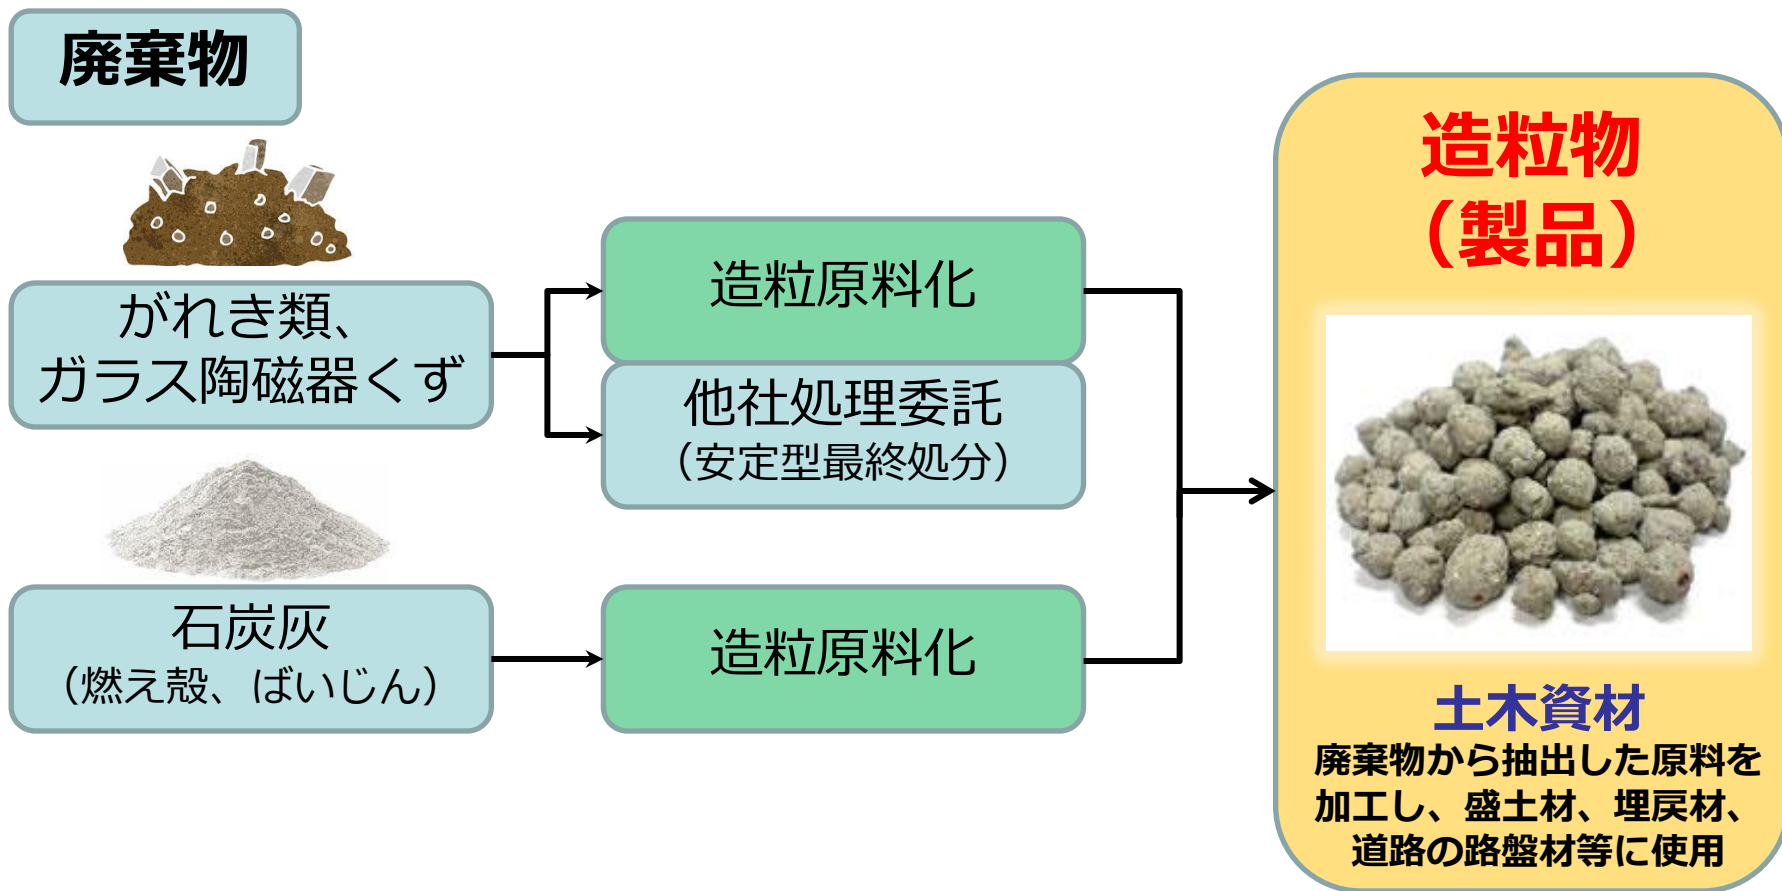 廃棄物
がれき類、
ガラス陶磁器くず
石炭灰
（燃え殻、ばいじん）
造粒原料化
他社処理委託
（安定型最終処分）
造粒原料化
造粒物
（製品）
土木資材
廃棄物から抽出した原料を
加工し、盛土材、埋戻材、
道路の路盤材等に使用